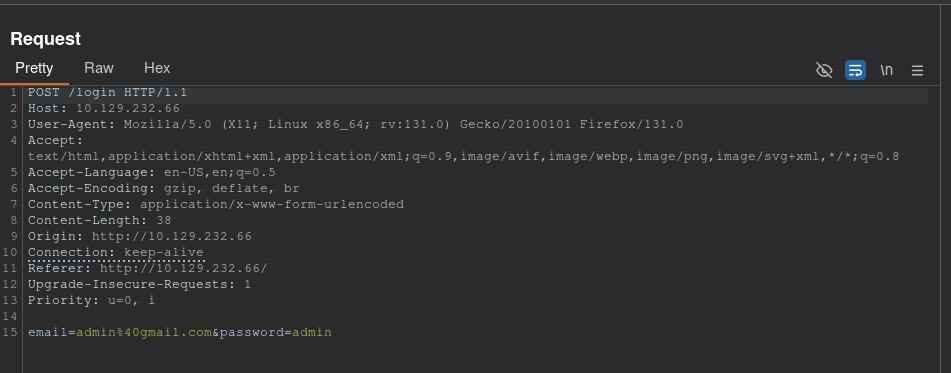 Request
Pretty Raw Hex \n
1 POST /login HTTP/1.1
2 Host: 10.129.232.66
3 User-Agent: Mozilla/5.0 (X11; Linux x86_64; rv:131.0) Gecko/20100101 Firefox/131.0
4 Accept:
text/html,application/xhtml+xml,application/xml;q=0.9,image/avif,image/webp,image/png,image/svg+xml,*/*;q=0.8
5 Accept-Language: en-US,en;q=0.5
6 Accept-Encoding: gzip, deflate, br
7 Content-Type: application/x-www-form-urlencoded
8 Content-Length: 38
9 Origin: http://10.129.232.66
10 Connection: keep-alive
11 Referer: http://10.129.232.66/
12 Upgrade-Insecure-Requests: 1
13 Priority: u=0, i
14
15 email=admin%40gmail.com&password=admin